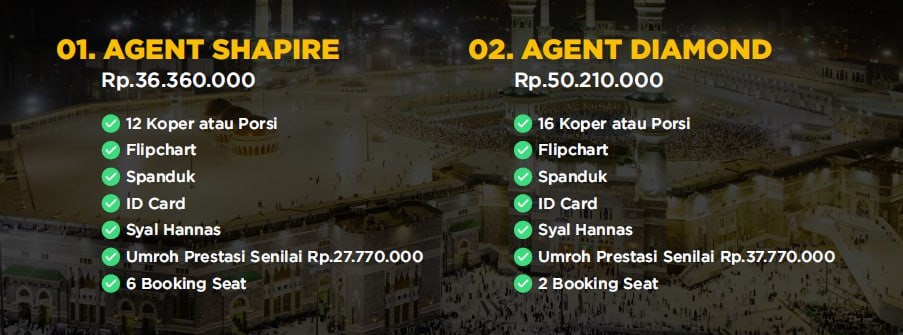 01. AGENT SHAPIRE
Rp.36.360.000
12 Koper atau Porsi
Flipchart
Spanduk
ID Card
Syal Hannas
Umroh Prestasi Senilai Rp.27.770.000
6 Booking Seat
02. AGENT DIAMOND
Rp.50.210.000
16 Koper atau Porsi
Flipchart
Spanduk
ID Card
Syal Hannas
Umroh Prestasi Senilai Rp.37.770.000
2 Booking Seat